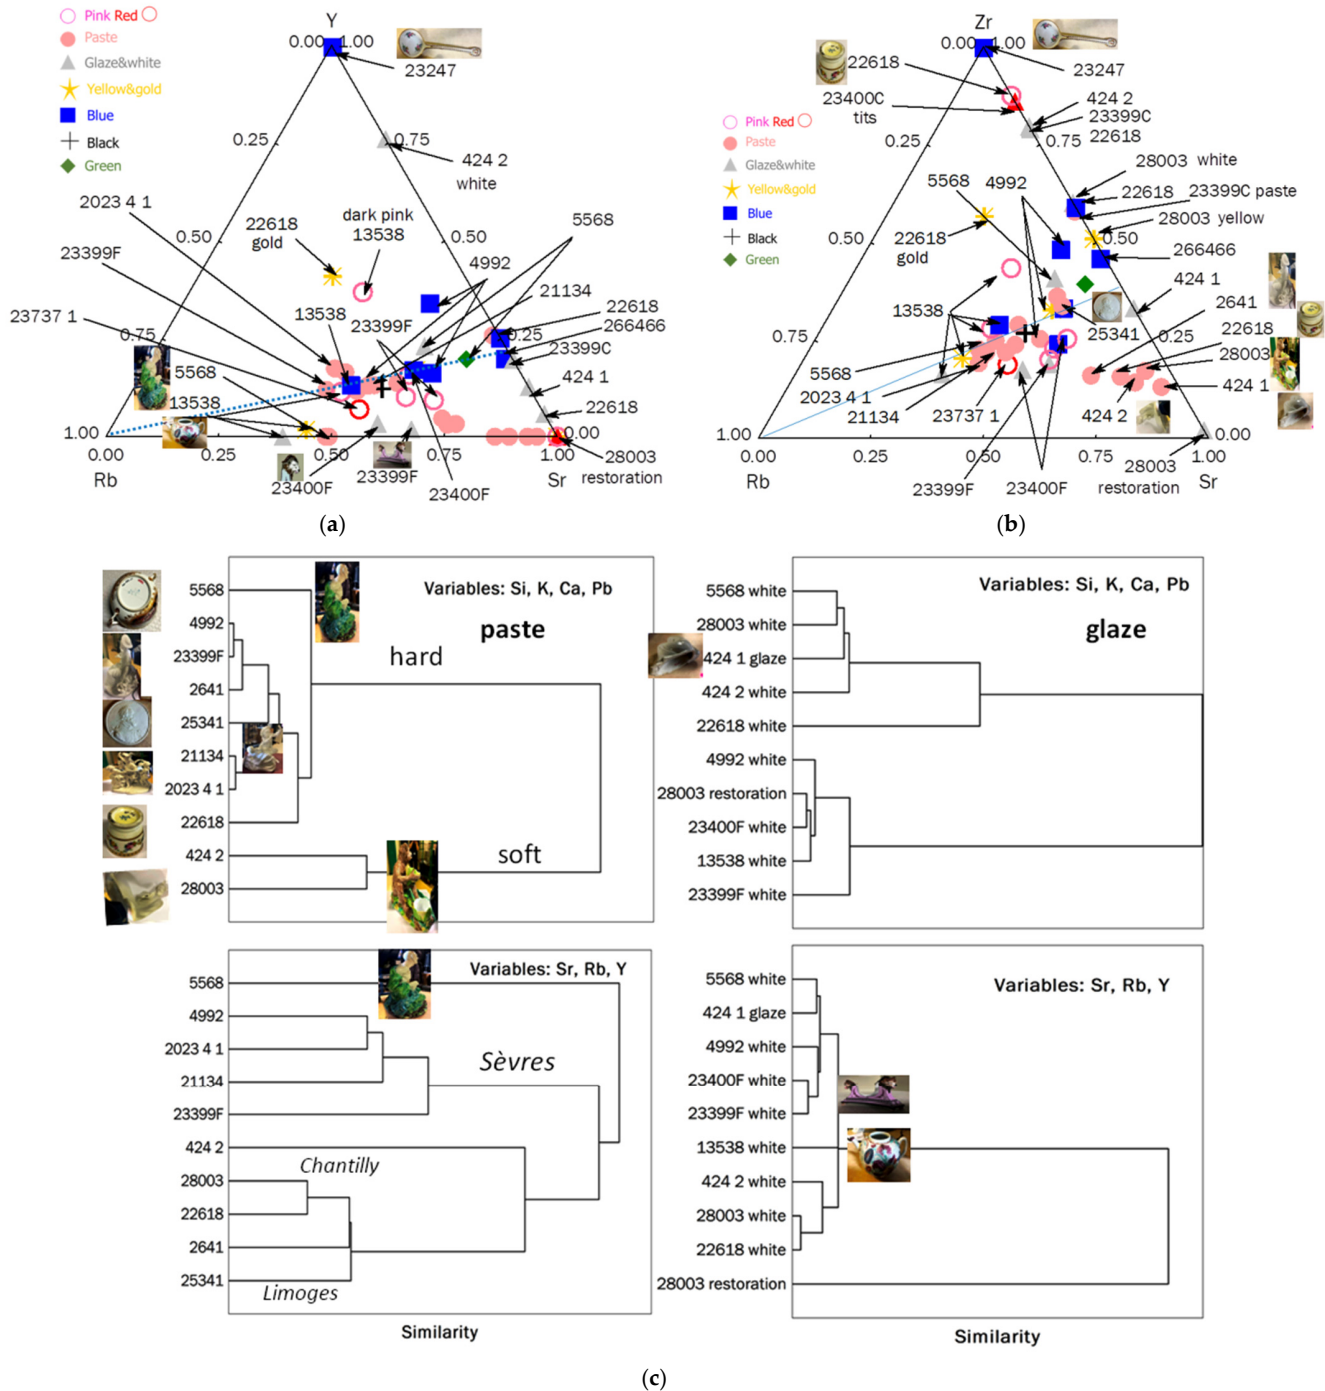 Y
Pink Red
Paste
Glaze&white
Yellow&gold
Blue
Black
Green
0.00 1.00
23247
0.25
0.75
424 2
white
2023 4 1
22618
gold
dark pink
13538
5568
23399F
0.50
0.50
4992
21134
23737 1
13538
23399F
22618
266466
0.75
0.25
23399C
5568
424 1
13538
22618
1.00
0.00
0.00
0.25
0.50
0.75
1.00
28003
restoration
Rb
23400F
23399F
23400F
Sr
(a)
Zr
0.00 1.00
22618
23247
23400C
tits
424 2
23399C
22618
Pink Red
Paste
Glaze&white
Yellow&gold
Blue
Black
Green
0.25
0.75
28003 white
5568
4992
22618
23399C paste
28003 yellow
0.50
0.50
22618
gold
266466
424 1
2641
13538
25341
22618
0.75
0.25
28003
5568
2023 4 1
21134
23737 1
424 2
424 1
1.00
0.00
0.00
0.25
0.50
0.75
1.00
28003
restoration
Rb
23399F
23400F
Sr
(b)
Variables: Si, K, Ca, Pb
paste
hard
soft
5568
4992
23399F
2641
25341
21134
2023 4 1
22618
424 2
28003
Variables: Si, K, Ca, Pb
glaze
5568 white
28003 white
424 1 glaze
424 2 white
22618 white
4992 white
28003 restoration
23400F white
13538 white
23399F white
Variables: Sr, Rb, Y
5568
4992
2023 4 1
Sèvres
21134
23399F
424 2
Chantilly
28003
22618
2641
25341
Limoges
Similarity
Variables: Sr, Rb, Y
5568 white
424 1 glaze
4992 white
23400F white
23399F white
13538 white
424 2 white
28003 white
22618 white
28003 restoration
Similarity
(c)